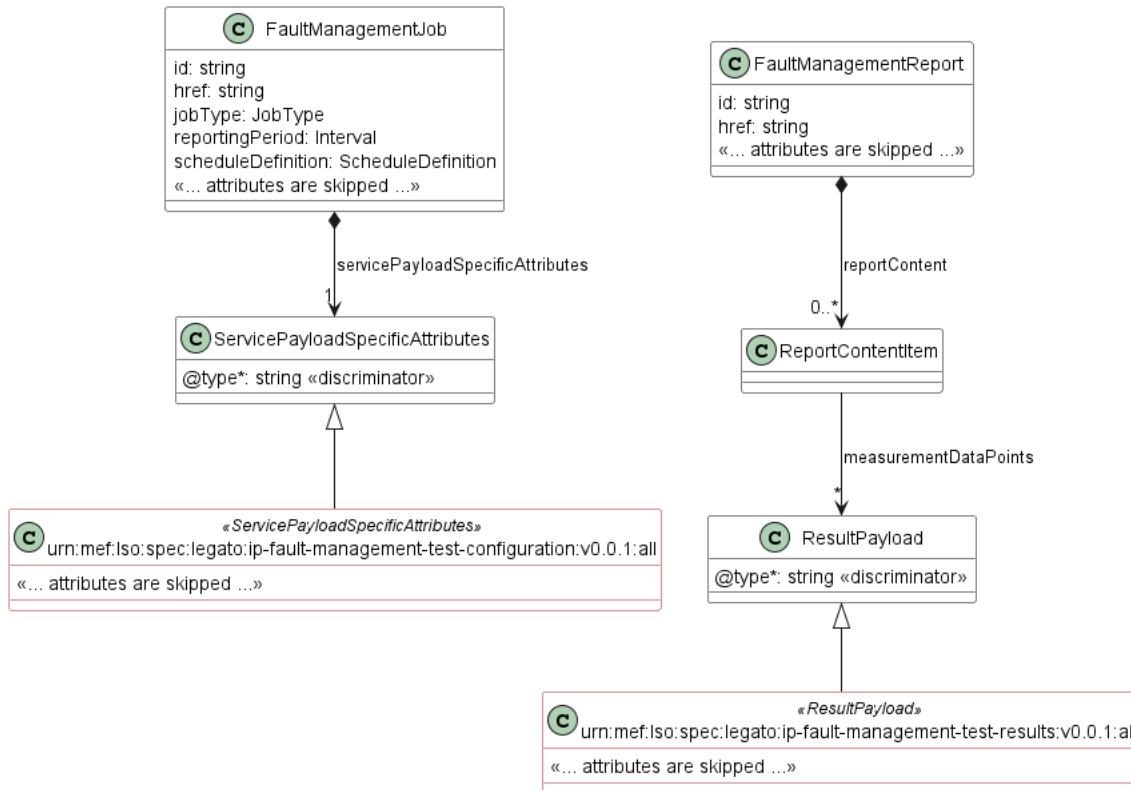 C FaultManagementJob
id: string
href: string
jobType: JobType
reportingPeriod: Interval
scheduleDefinition: ScheduleDefinition
«... attributes are skipped ...»
servicePayloadSpecificAttributes
1
C ServicePayloadSpecificAttributes
@type*: string «discriminator»
«ServicePayloadSpecificAttributes»
C urn:mef:lso:spec:legato:ip-fault-management-test-configuration:v0.0.1:all
«... attributes are skipped ...»
C FaultManagementReport
id: string
href: string
«... attributes are skipped ...»
reportContent
0..*
C ReportContentItem
measurementDataPoints
*
C ResultPayload
@type*: string «discriminator»
«ResultPayload»
C urn:mef:lso:spec:legato:ip-fault-management-test-results:v0.0.1:al
«... attributes are skipped ...»